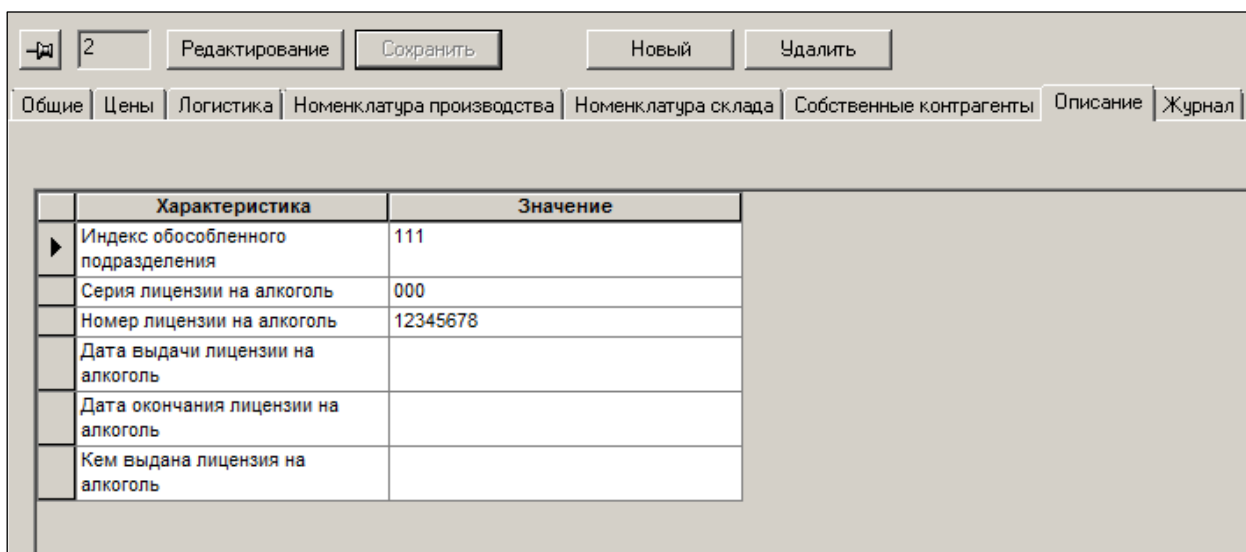 2 Редактирование Сохранить Новый Удалить
Общие Цены Логистика Номенклатура производства Номенклатура склада Собственные контрагенты Описание Журнал
Характеристика Значение
Индекс обособленного 111
подразделения
Серия лицензии на алкоголь 000
Номер лицензии на алкоголь 12345678
Дата выдачи лицензии на
алкоголь
Дата окончания лицензии на
алкоголь
Кем выдана лицензия на
алкоголь